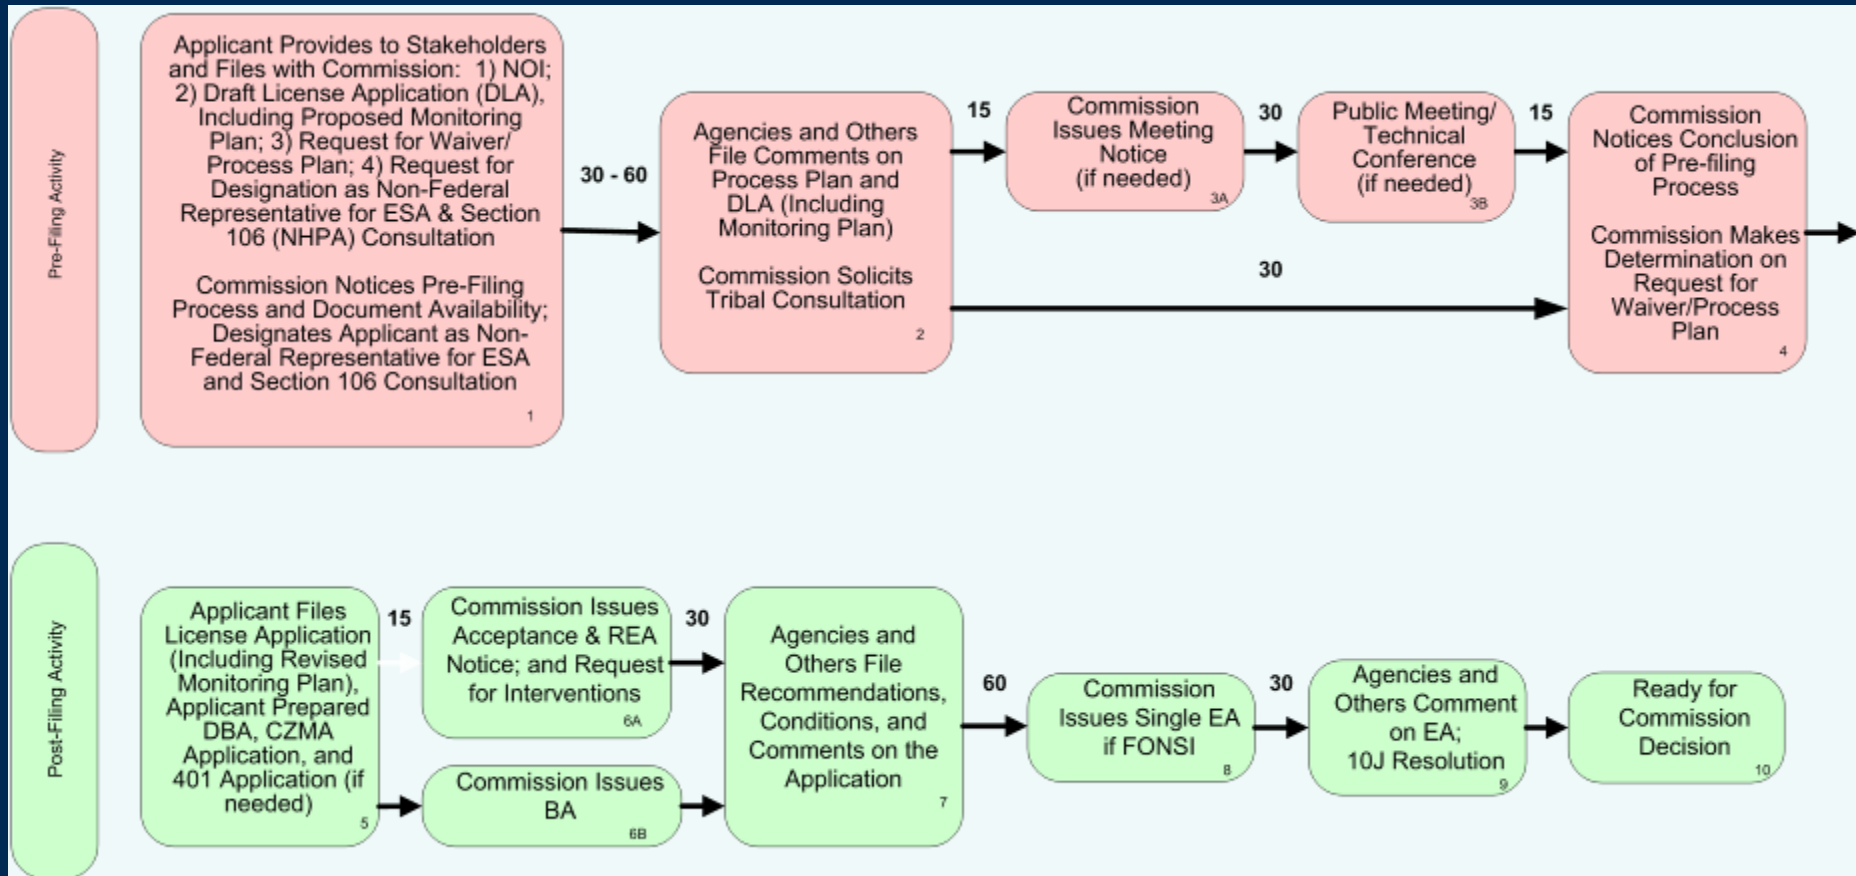 Pre-Filing Activity
Applicant Provides to Stakeholders
and Files with Commission:  1) NOI;
2) Draft License Application (DLA),
Including Proposed Monitoring
Plan; 3) Request for Waiver/
Process Plan; 4) Request for
Designation as Non-Federal
Representative for ESA & Section
106 (NHPA) Consultation
Commission Notices Pre-Filing
Process and Document Availability;
Designates Applicant as Non-
Federal Representative for ESA
and Section 106 Consultation
1
30 - 60
Agencies and Others
File Comments on
Process Plan and
DLA (Including
Monitoring Plan)
Commission Solicits
Tribal Consultation
2
15
Commission
Issues Meeting
Notice
(if needed)
3A
30
Public Meeting/
Technical
Conference
(if needed)
3B
15
30
Commission
Notices Conclusion
of Pre-filing
Process
Commission Makes
Determination on
Request for
Waiver/Process
Plan
4
Post-Filing Activity
Applicant Files
License Application
(Including Revised
Monitoring Plan),
Applicant Prepared
DBA, CZMA
Application, and
401 Application (if
needed)
5
15
Commission Issues
Acceptance & REA
Notice; and Request
for Interventions
6A
30
Commission Issues
BA
6B
Agencies and
Others File
Recommendations,
Conditions, and
Comments on the
Application
7
60
Commission
Issues Single EA
if FONSI
8
30
Agencies and
Others Comment
on EA;
10J Resolution
9
Ready for
Commission
Decision
10